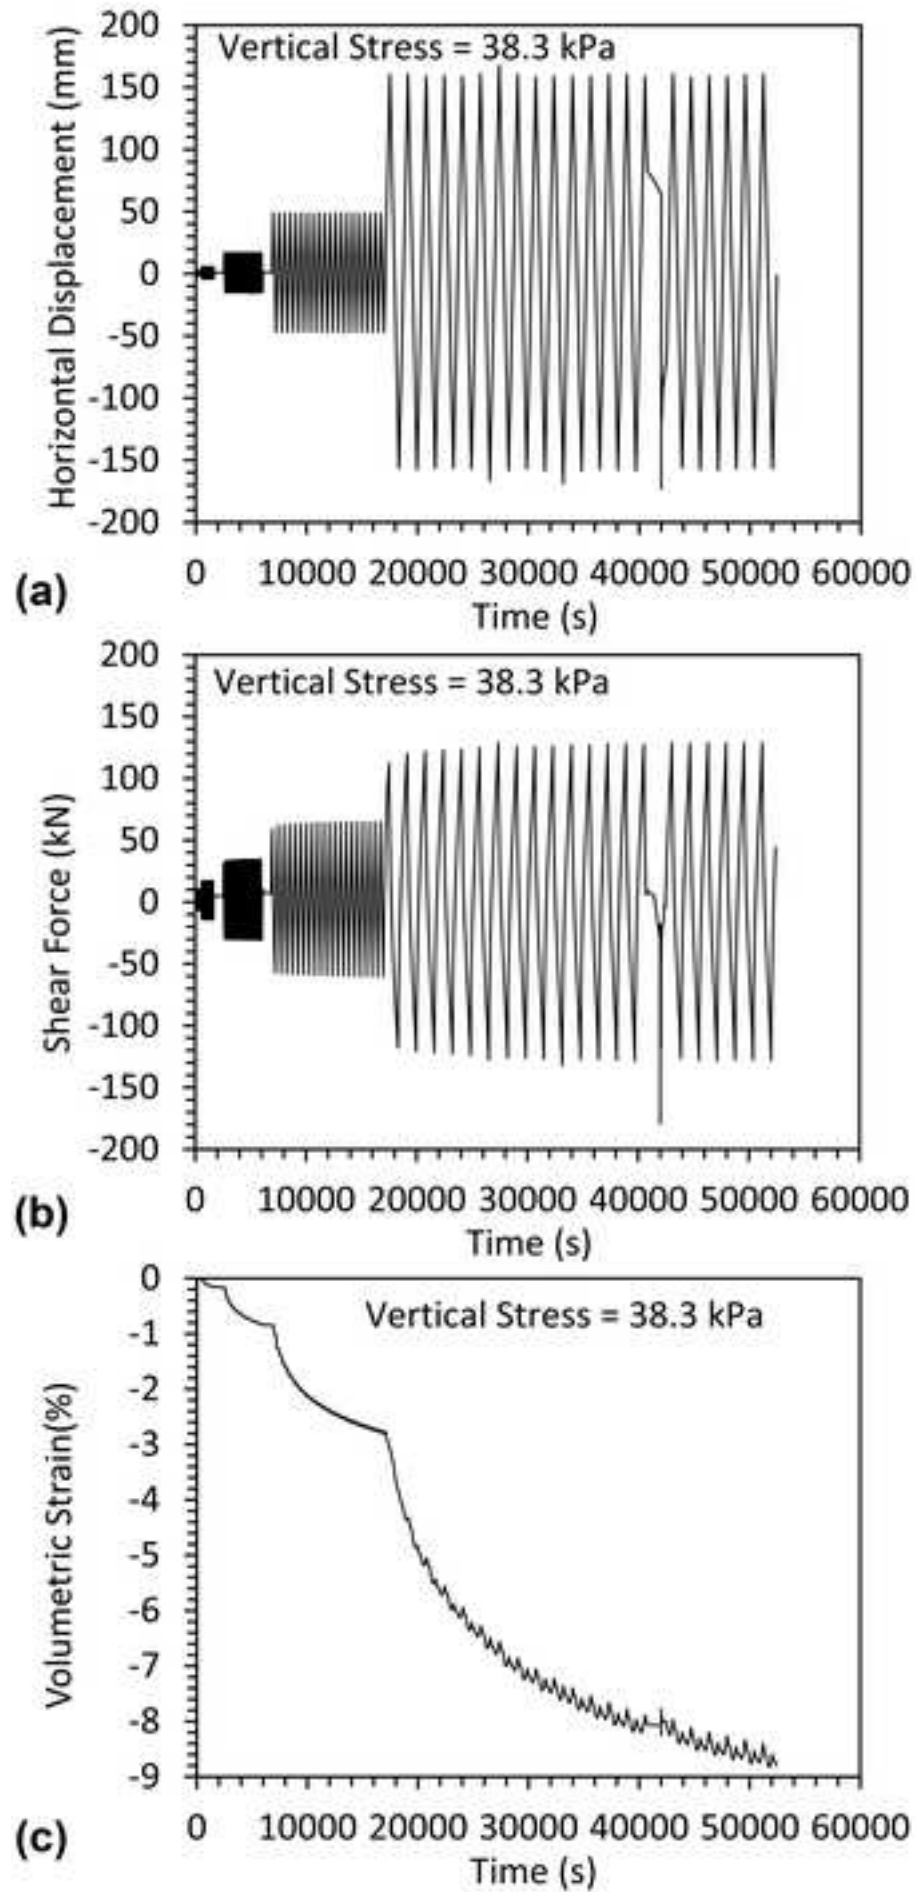 200
Vertical Stress = 38.3 kPa
150
100
50
0
-50
-100
-150
-200
Horizontal Displacement (mm)
0 10000 20000 30000 40000 50000 60000
Time (s)
(a)
200
Vertical Stress = 38.3 kPa
150
100
50
0
-50
-100
-150
-200
Shear Force (kN)
0 10000 20000 30000 40000 50000 60000
Time (s)
(b)
0
Vertical Stress = 38.3 kPa
-1
-2
-3
-4
-5
-6
-7
-8
-9
Volumetric Strain(%)
0 10000 20000 30000 40000 50000 60000
Time (s)
(c)